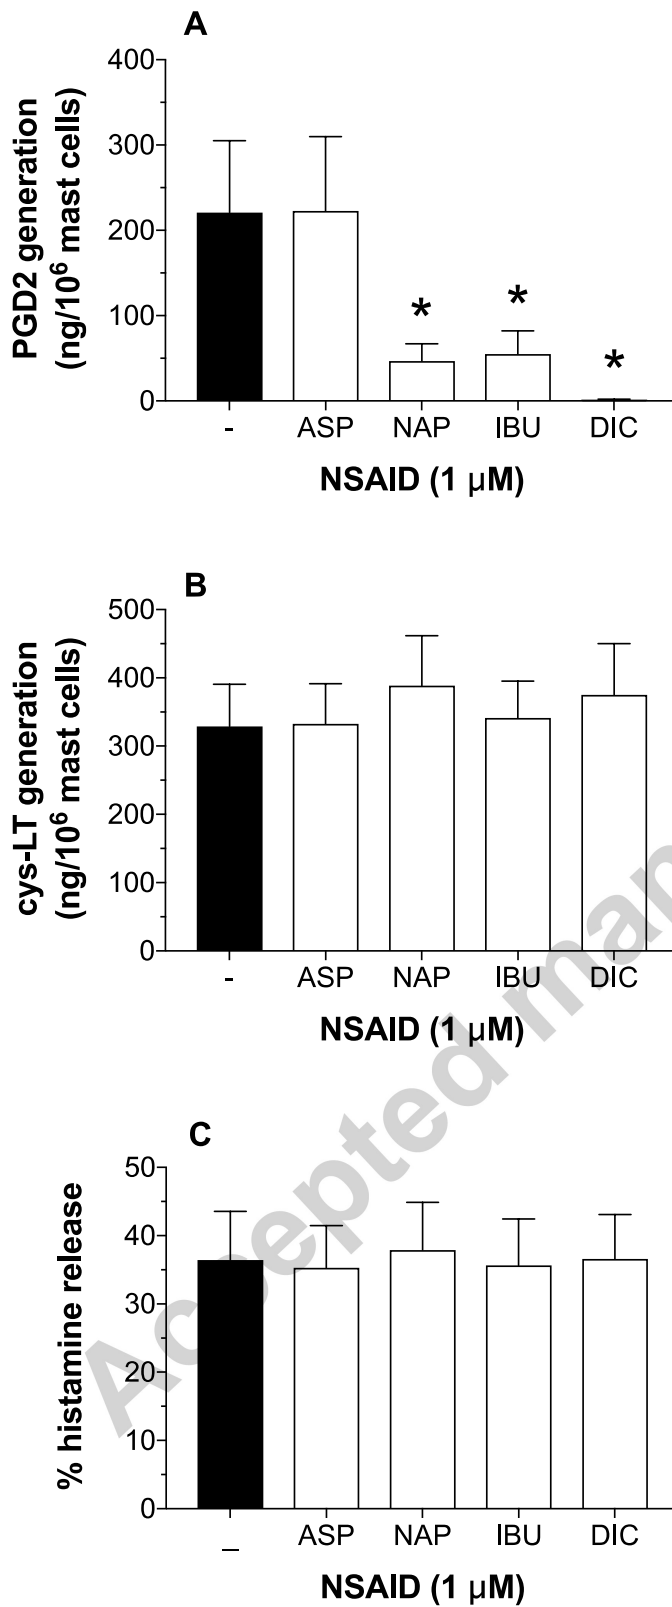 A
PGD2 generation
(ng/10⁶ mast cells)
400
300
200
100
0
- ASP NAP IBU DIC
* * *
NSAID (1 µM)
B
cys-LT generation
(ng/10⁶ mast cells)
500
400
300
200
100
0
- ASP NAP IBU DIC
NSAID (1 µM)
C
% histamine release
50
40
30
20
10
0
_ ASP NAP IBU DIC
NSAID (1 µM)
Accepted man